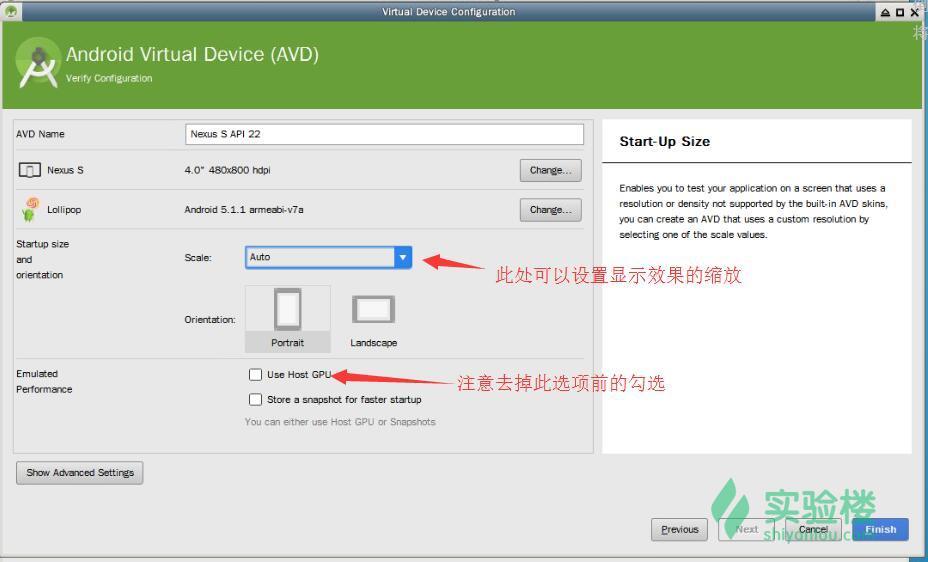 Virtual Device Configuration
Android Virtual Device (AVD)
Verify Configuration
AVD Name
Nexus S API 22
Nexus S
4.0" 480x800 hdpi
Change...
Lollipop
Android 5.1.1 armeabi-v7a
Change...
Startup size
and
orientation
Scale:
Auto
此处可以设置显示效果的缩放
Orientation:
Portrait
Landscape
Emulated
Performance
Use Host GPU
注意去掉此选项前的勾选
Store a snapshot for faster startup
You can either use Host GPU or Snapshots
Show Advanced Settings
Start-Up Size
Enables you to test your application on a screen that uses a
resolution or density not supported by the built-in AVD skins,
you can create an AVD that uses a custom resolution by
selecting one of the scale values.
实验楼
Previous
Next
Cancel
Finish